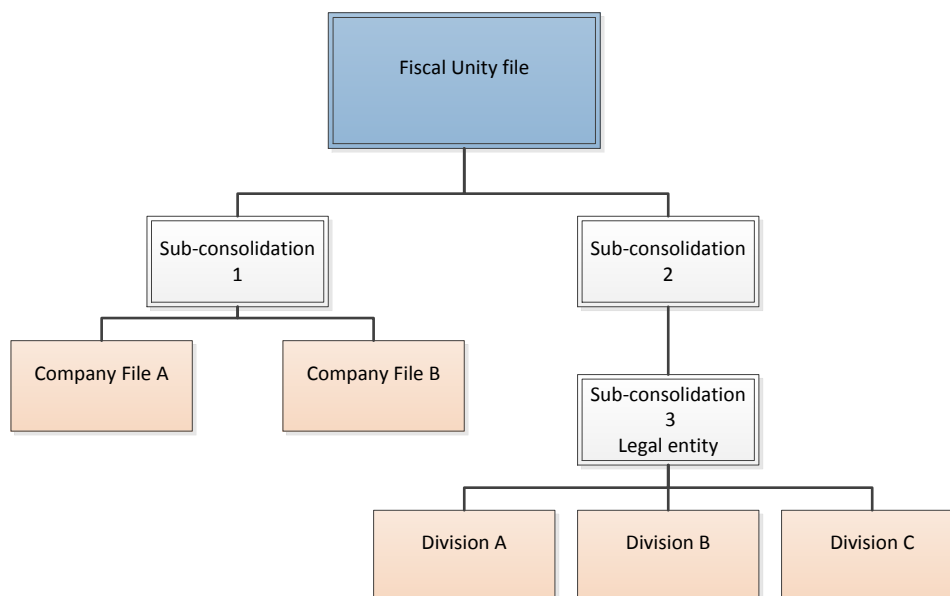 Fiscal Unity file
Sub-consolidation
1
Sub-consolidation
2
Company File A
Company File B
Sub-consolidation
3
Legal entity
Division A
Division B
Division C